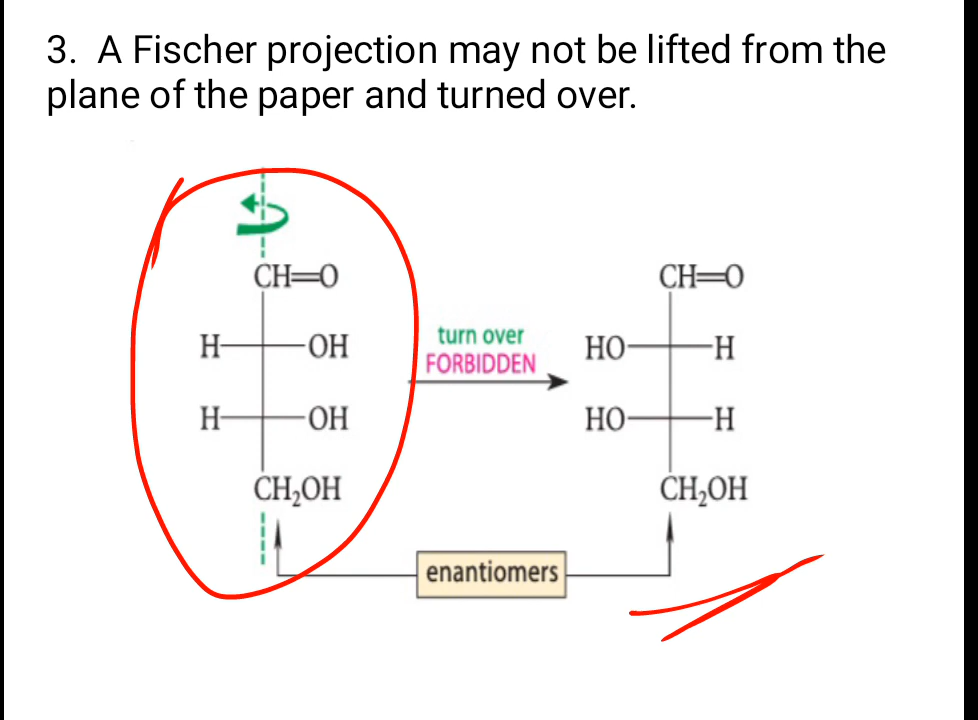 3. A Fischer projection may not be lifted from the
plane of the paper and turned over.
CH=O
H OH
H OH
CH₂OH
turn over
FORBIDDEN
CH=O
HO H
HO H
CH₂OH
enantiomers